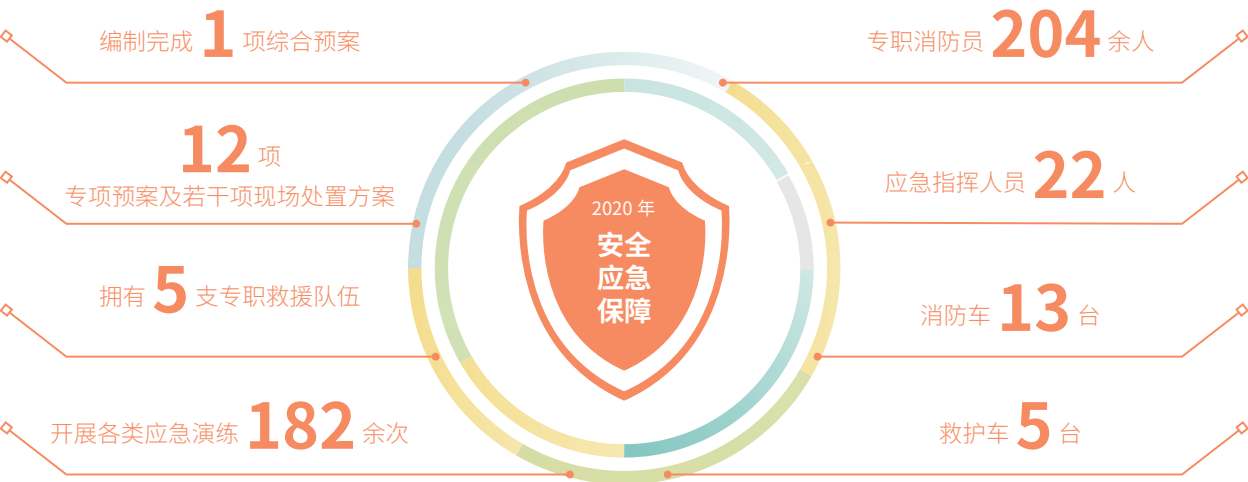 编制完成 1 项综合预案
12 项
专项预案及若干项现场处置方案
拥有 5 支专职救援队伍
开展各类应急演练 182 余次
2020 年
安全
应急
保障
专职消防员 204 余人
应急指挥人员 22 人
消防车 13 台
救护车 5 台